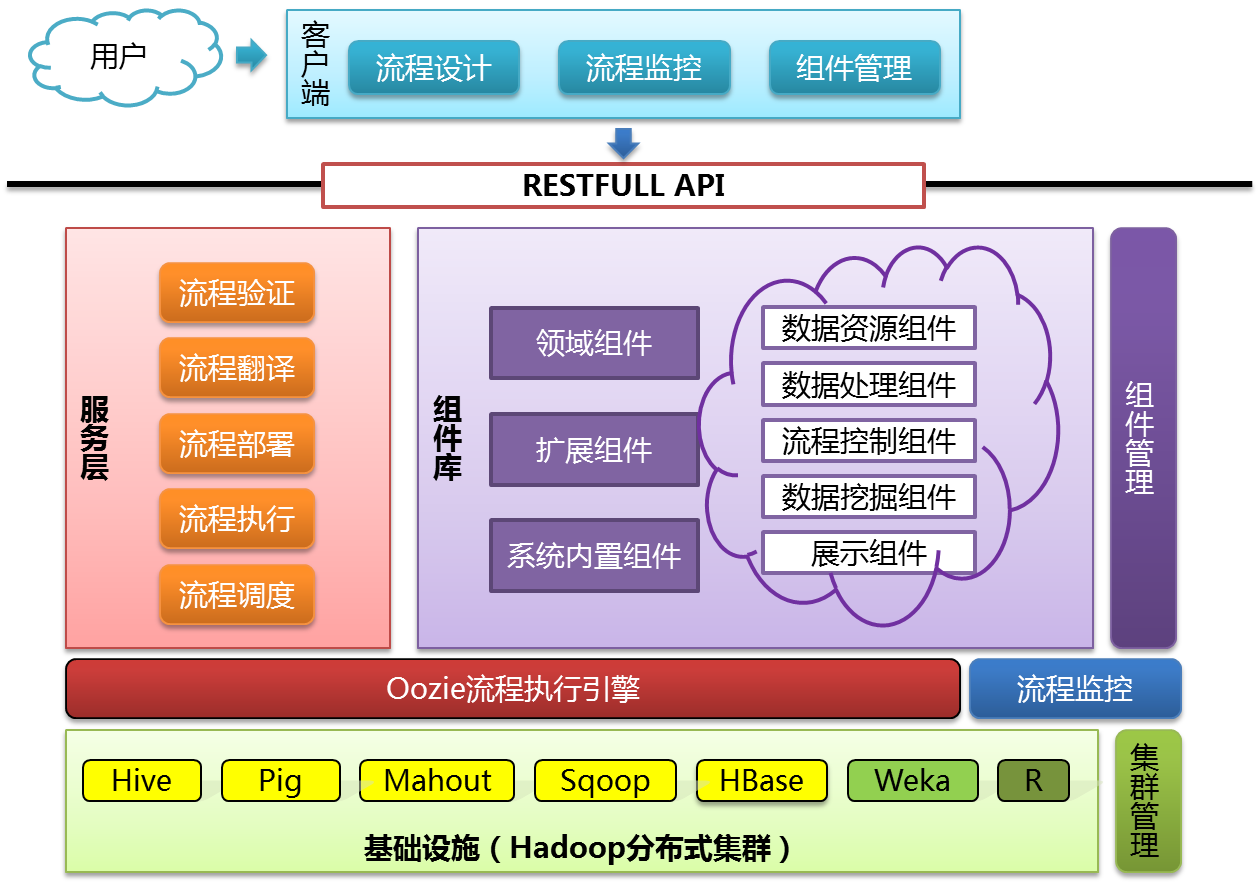 用户
客户端
流程设计
流程监控
组件管理
RESTFULL API
服务层
流程验证
流程翻译
流程部署
流程执行
流程调度
组件库
领域组件
扩展组件
系统内置组件
数据资源组件
数据处理组件
流程控制组件
数据挖掘组件
展示组件
组件管理
Oozie流程执行引擎
流程监控
Hive
Pig
Mahout
Sqoop
HBase
Weka
R
基础设施（Hadoop分布式集群）
集群管理